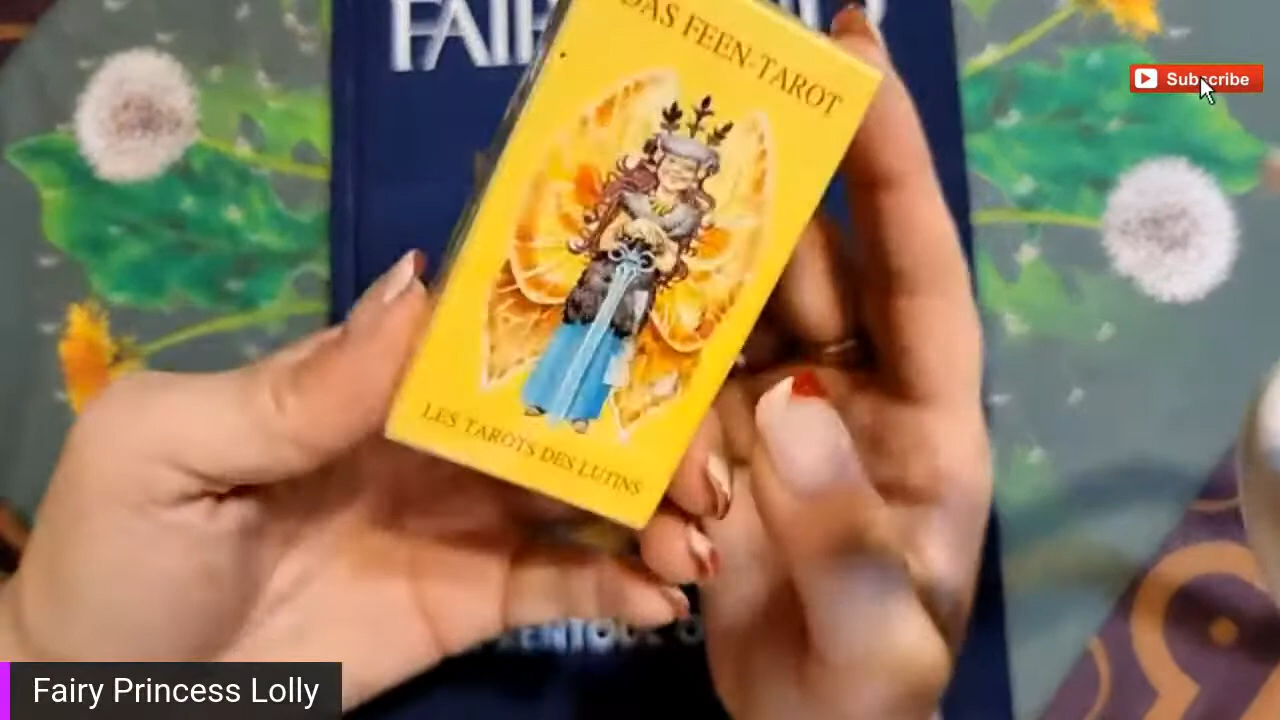 DAS FEEN-TAROT
Subscribe
LES TAROTS DES LUTINS
Fairy Princess Lolly